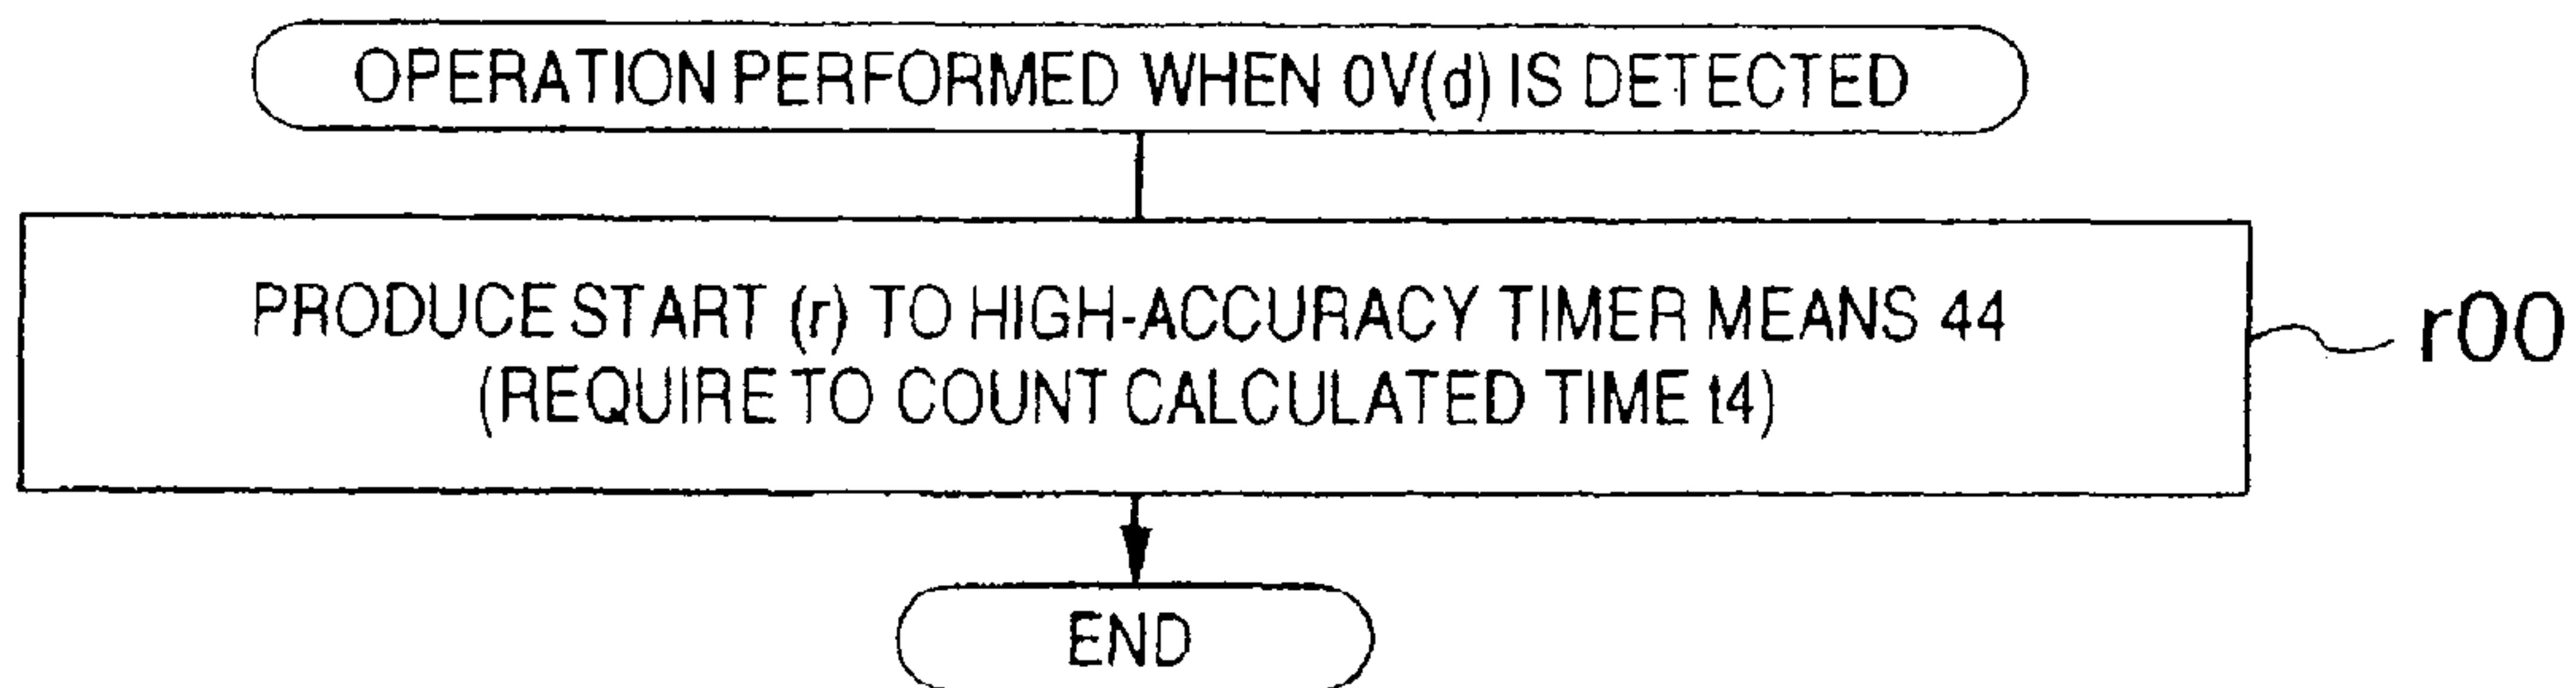 OPERATION PERFORMED WHEN 0V(d) IS DETECTED
PRODUCE START (r) TO HIGH-ACCURACY TIMER MEANS 44
(REQUIRE TO COUNT CALCULATED TIME t4)
r00
END